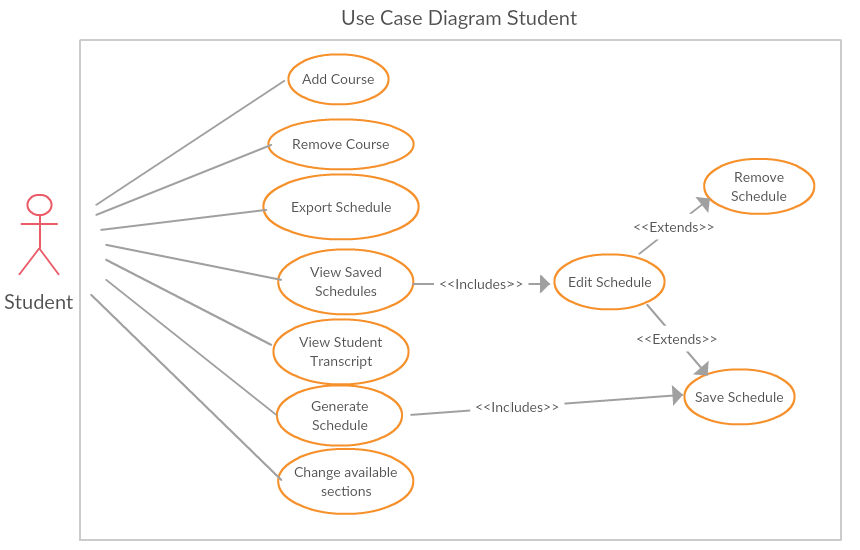 Use Case Diagram Student
Add Course
Remove Course
Export Schedule
View Saved
Schedules
View Student
Transcript
Generate
Schedule
Change available
sections
Student
<<Includes>>
Edit Schedule
<<Extends>>
Remove
Schedule
<<Extends>>
Save Schedule
<<Includes>>